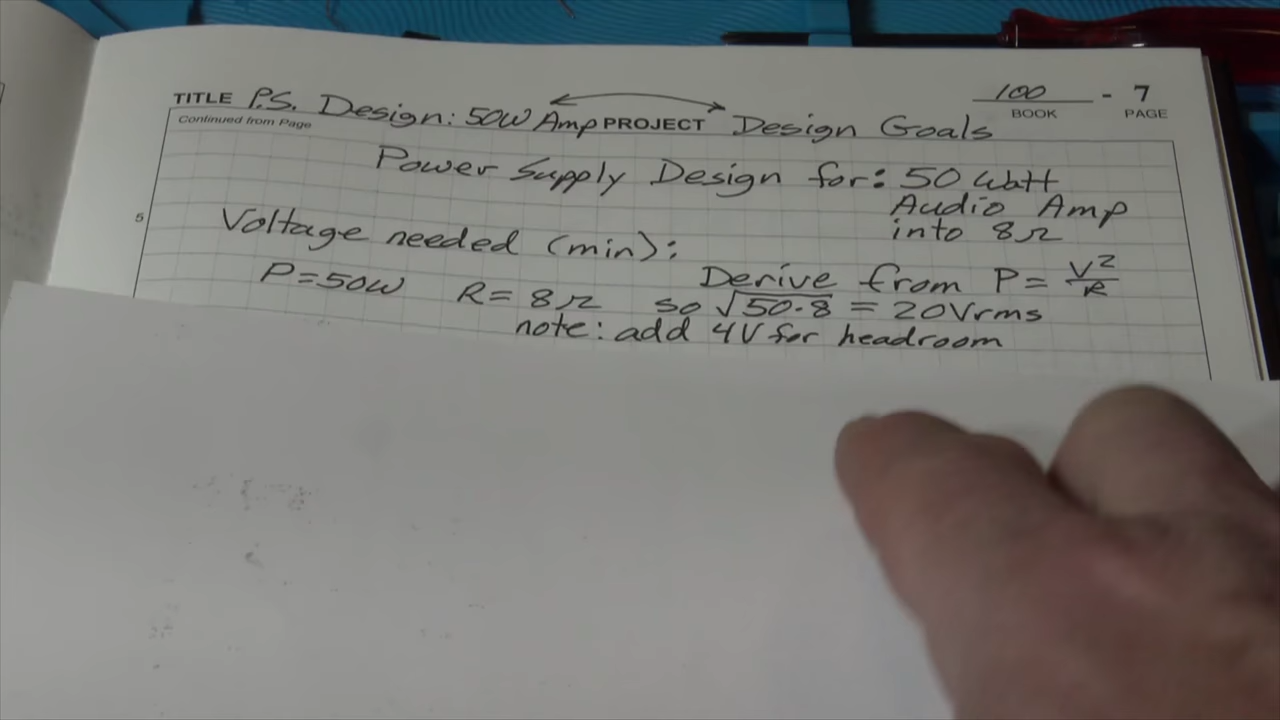 TITLE P.S. Design: 50W Amp PROJECT Design Goals
100 - 7
BOOK PAGE
Continued from Page
Power Supply Design for: 50 Watt
Audio Amp
into 8Ω
5
Voltage needed (min):
Derive from P = V²/R
P=50W R= 8Ω so √50·8 = 20Vrms
note: add 4V for headroom